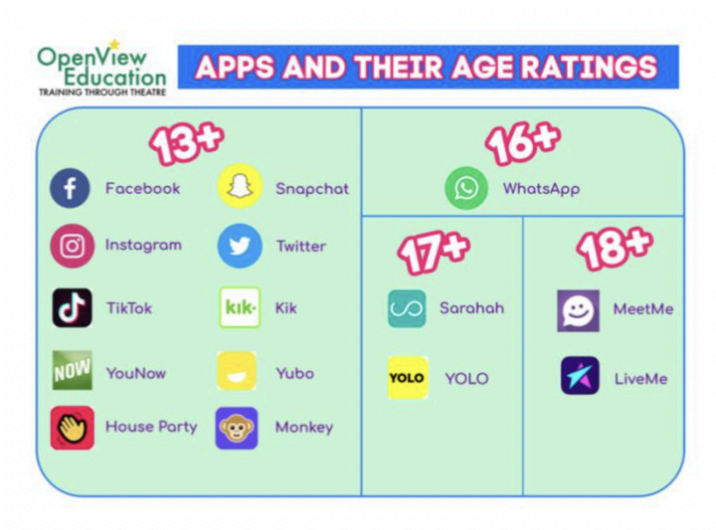 OpenView
Education
TRAINING THROUGH THEATRE
APPS AND THEIR AGE RATINGS
13+
Facebook
Snapchat
Instagram
Twitter
TikTok
kik.
Kik
NOW
YouNow
Yubo
House Party
Monkey
16+
WhatsApp
17+
Sarahah
YOLO
YOLO
18+
MeetMe
LiveMe